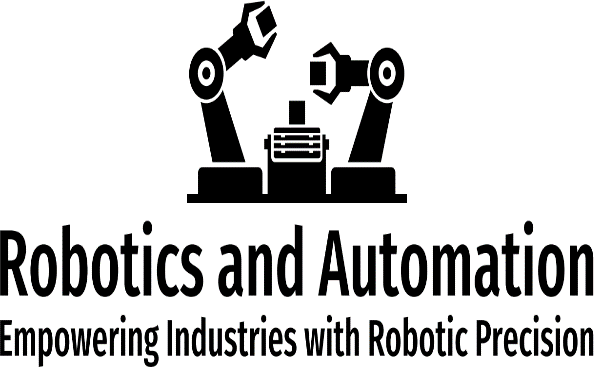 Robotics and Automation
Empowering Industries with Robotic Precision